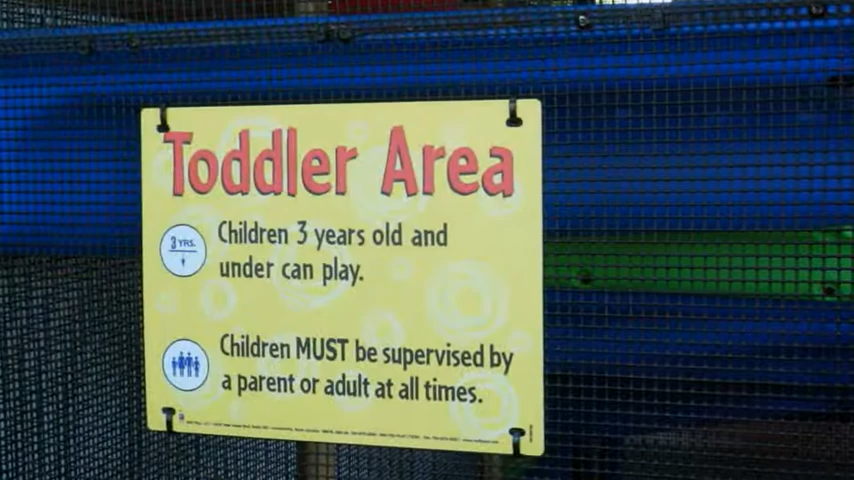 Toddler Area
3 YRS.
Children 3 years old and
under can play.
Children MUST be supervised by
a parent or adult at all times.